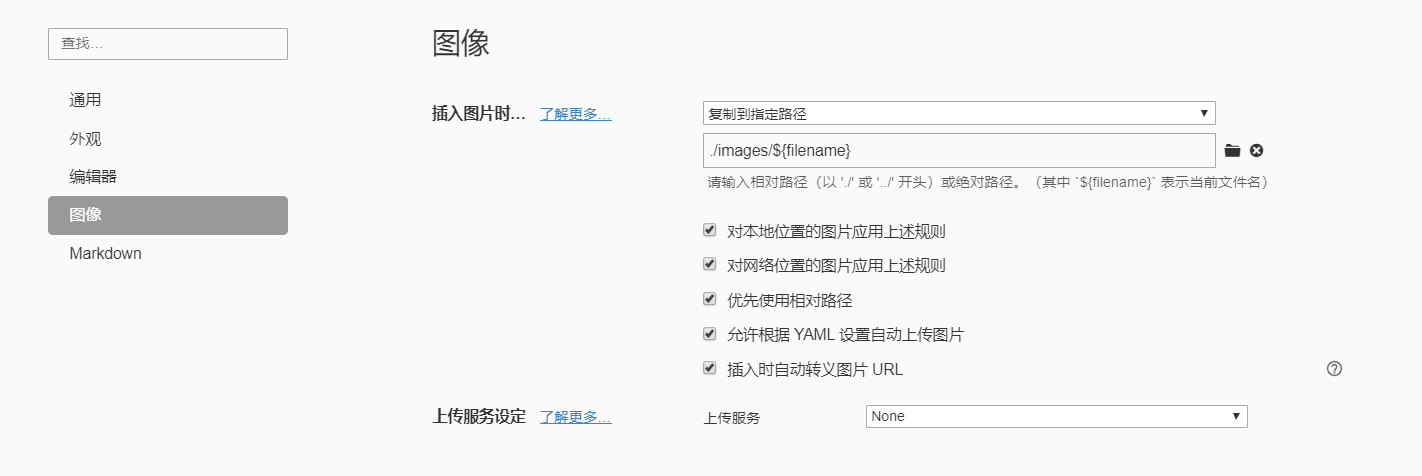 查找…
通用
外观
编辑器
图像
Markdown
图像
插入图片时… 了解更多… 复制到指定路径
./images/${filename}
请输入相对路径（以 './' 或 '../' 开头）或绝对路径。（其中 `${filename}` 表示当前文件名）
对本地位置的图片应用上述规则
对网络位置的图片应用上述规则
优先使用相对路径
允许根据 YAML 设置自动上传图片
插入时自动转义图片 URL
上传服务设定 了解更多… 上传服务 None